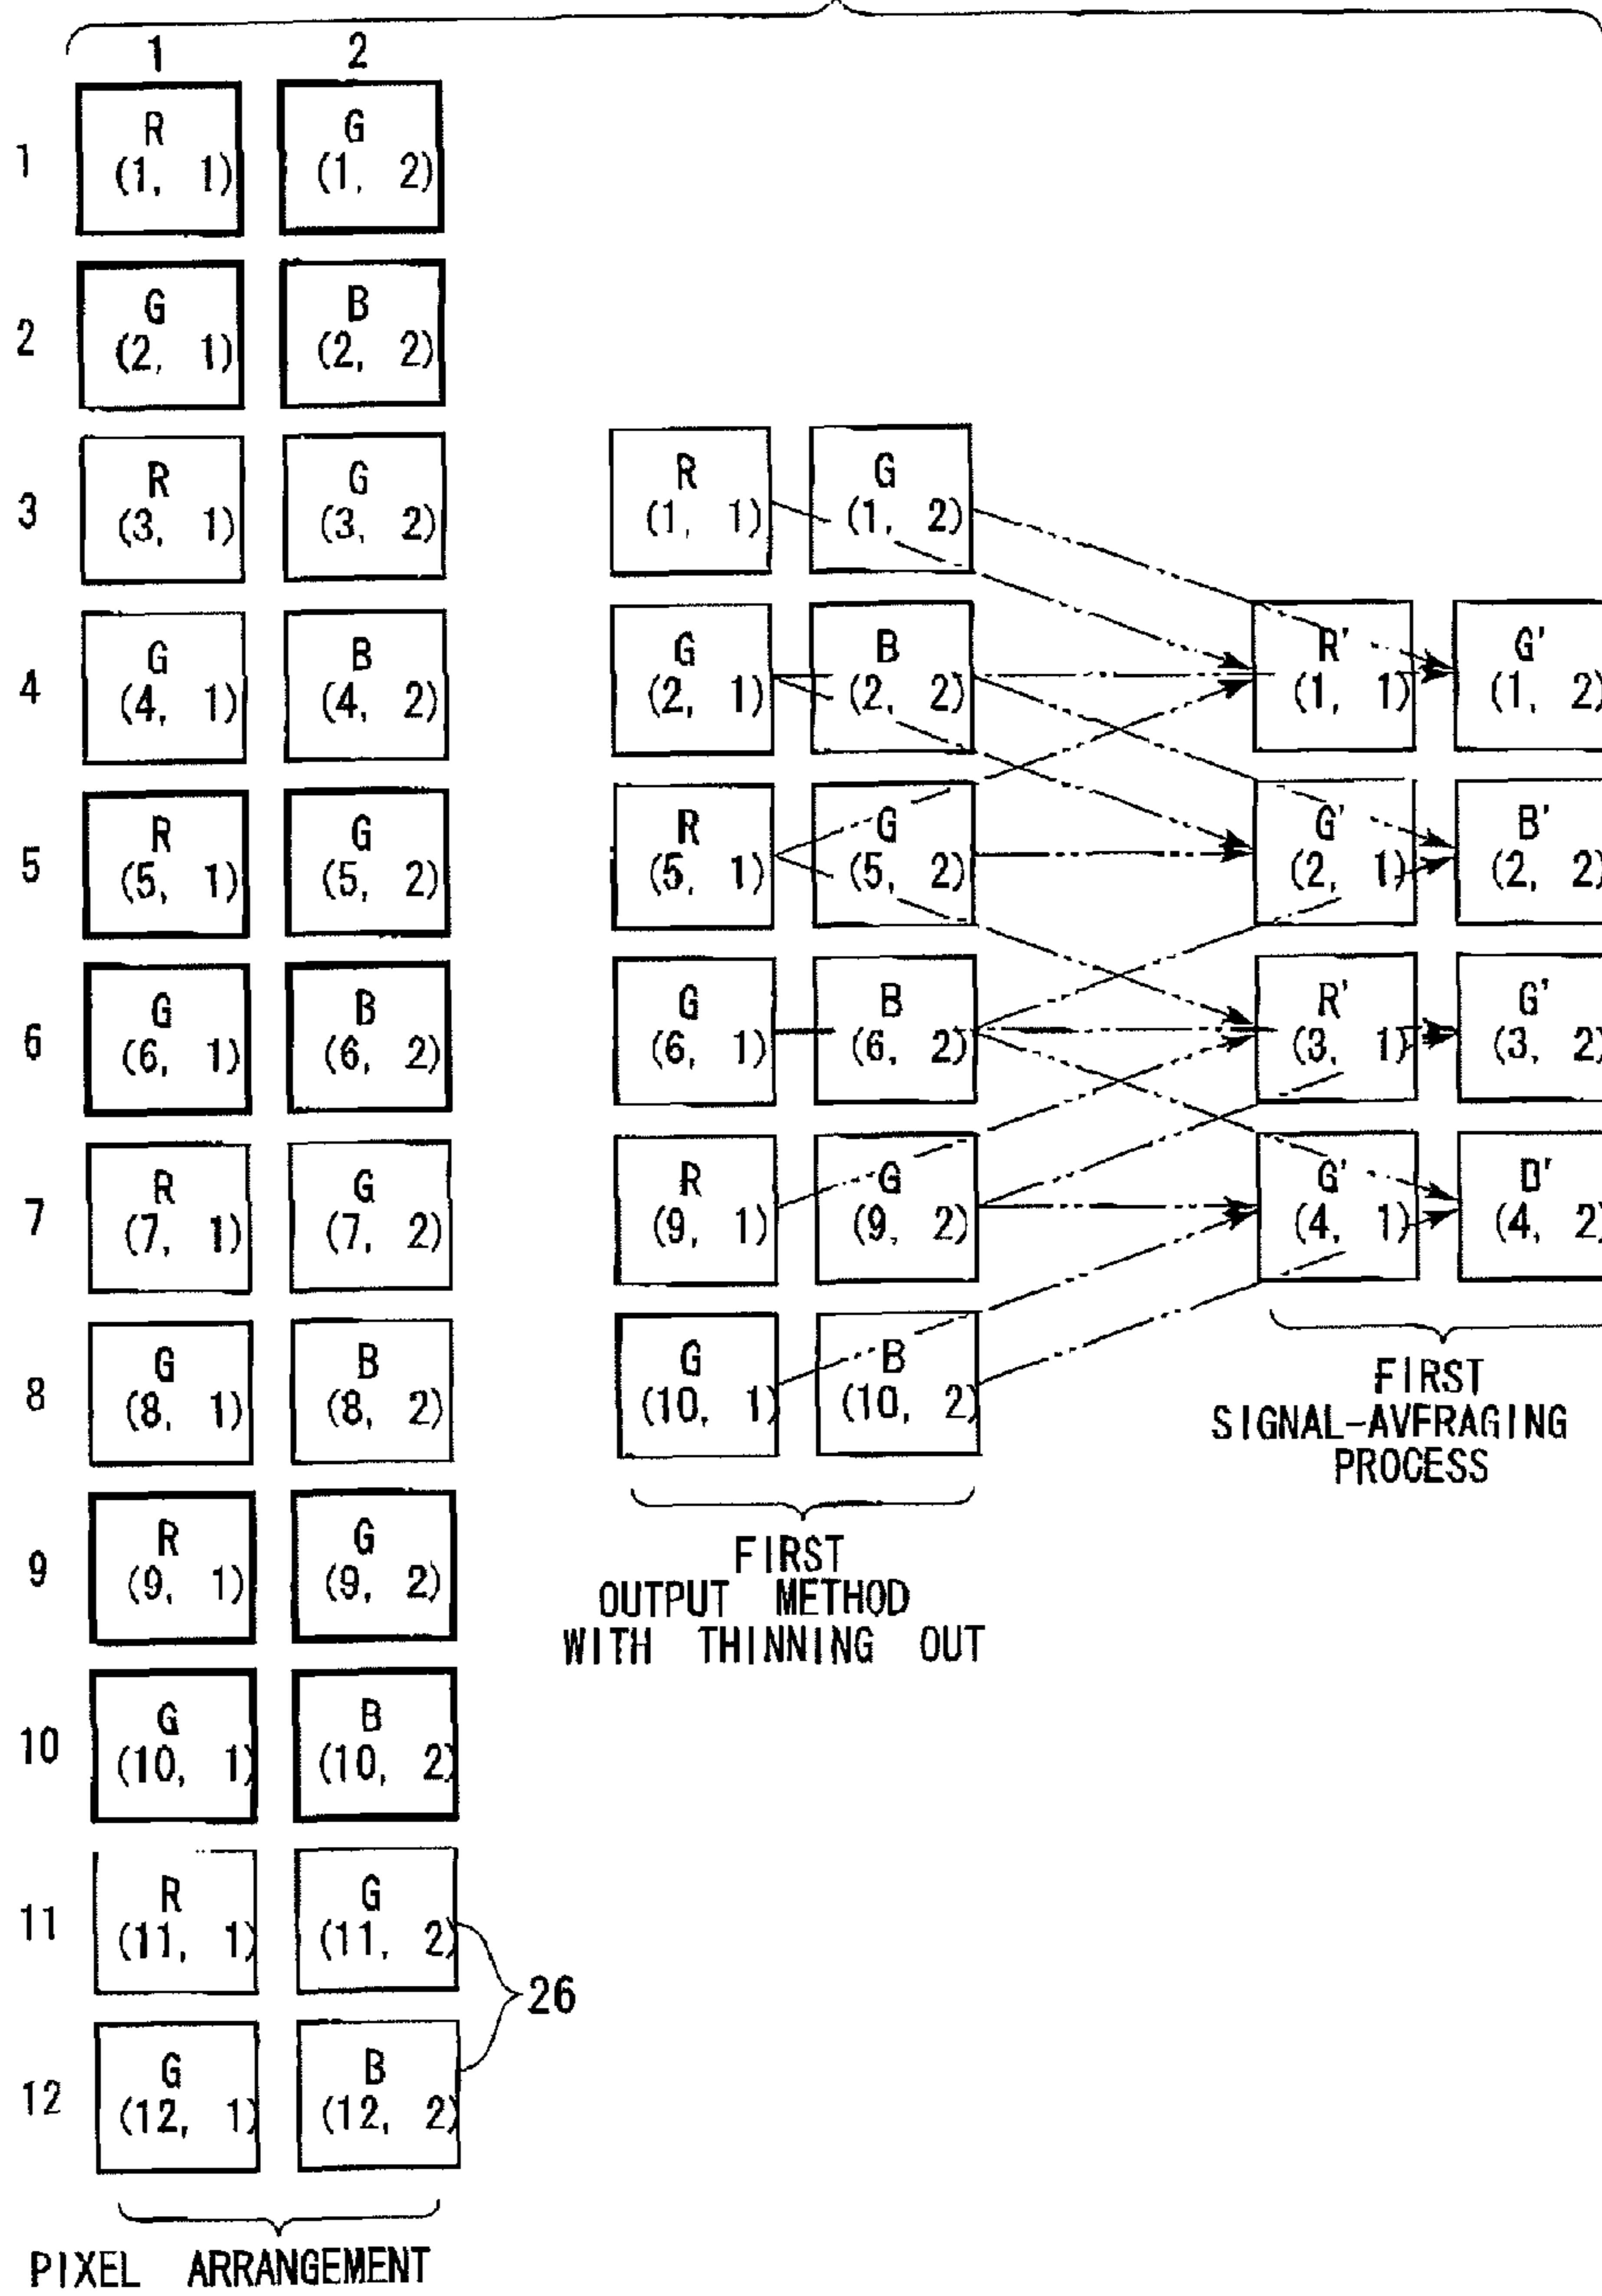 1 2
1 R (1, 1) G (1, 2)
2 G (2, 1) B (2, 2)
3 R (3, 1) G (3, 2)
4 G (4, 1) B (4, 2)
5 R (5, 1) G (5, 2)
6 G (6, 1) B (6, 2)
7 R (7, 1) G (7, 2)
8 G (8, 1) B (8, 2)
9 R (9, 1) G (9, 2)
10 G (10, 1) B (10, 2)
11 R (11, 1) G (11, 2)
12 G (12, 1) B (12, 2)
26
PIXEL ARRANGEMENT
R (1, 1) G (1, 2)
G (2, 1) B (2, 2)
R (5, 1) G (5, 2)
G (6, 1) B (6, 2)
R (9, 1) G (9, 2)
G (10, 1) B (10, 2)
FIRST
OUTPUT METHOD
WITH THINNING OUT
R' (1, 1) G' (1, 2)
G' (2, 1) B' (2, 2)
R' (3, 1) G' (3, 2)
G' (4, 1) D' (4, 2)
FIRST
SIGNAL-AVFRAGING
PROCESS